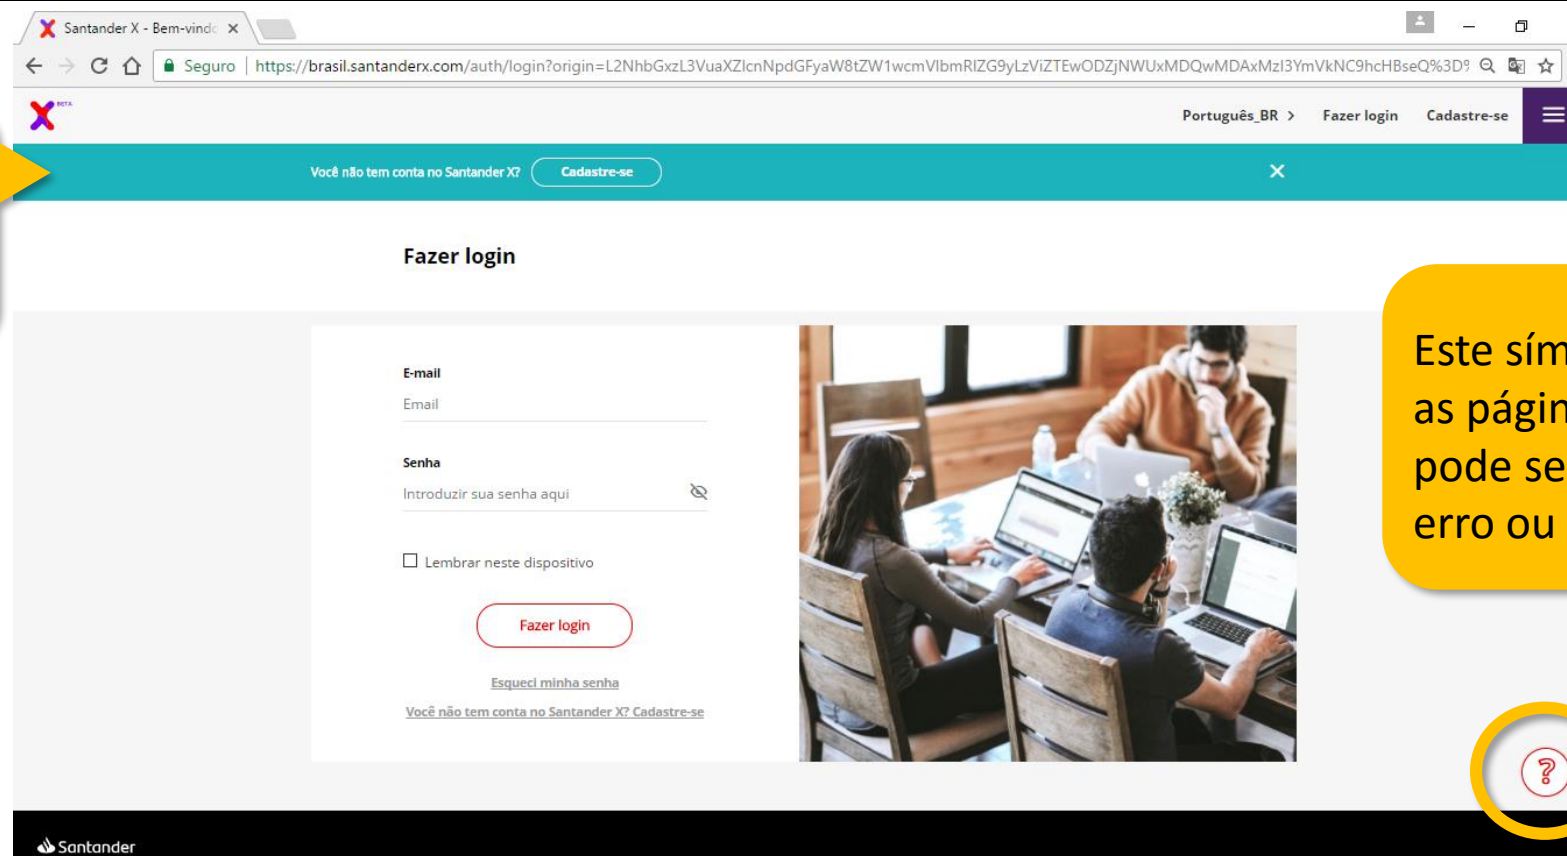 Santander X - Bem-vindo
Seguro | https://brasil.santanderx.com/auth/login?origin=
BETA
Português_BR > Fazer login Cadastre-se
Você não tem conta no Santander X? Cadastre-se
Fazer login
E-mail
Email
Senha
Introduzir sua senha aqui
Lembrar neste dispositivo
Fazer login
Esqueci minha senha
Você não tem conta no Santander X? Cadastre-se
Este sím
as págin
pode se
erro ou
?
Santander